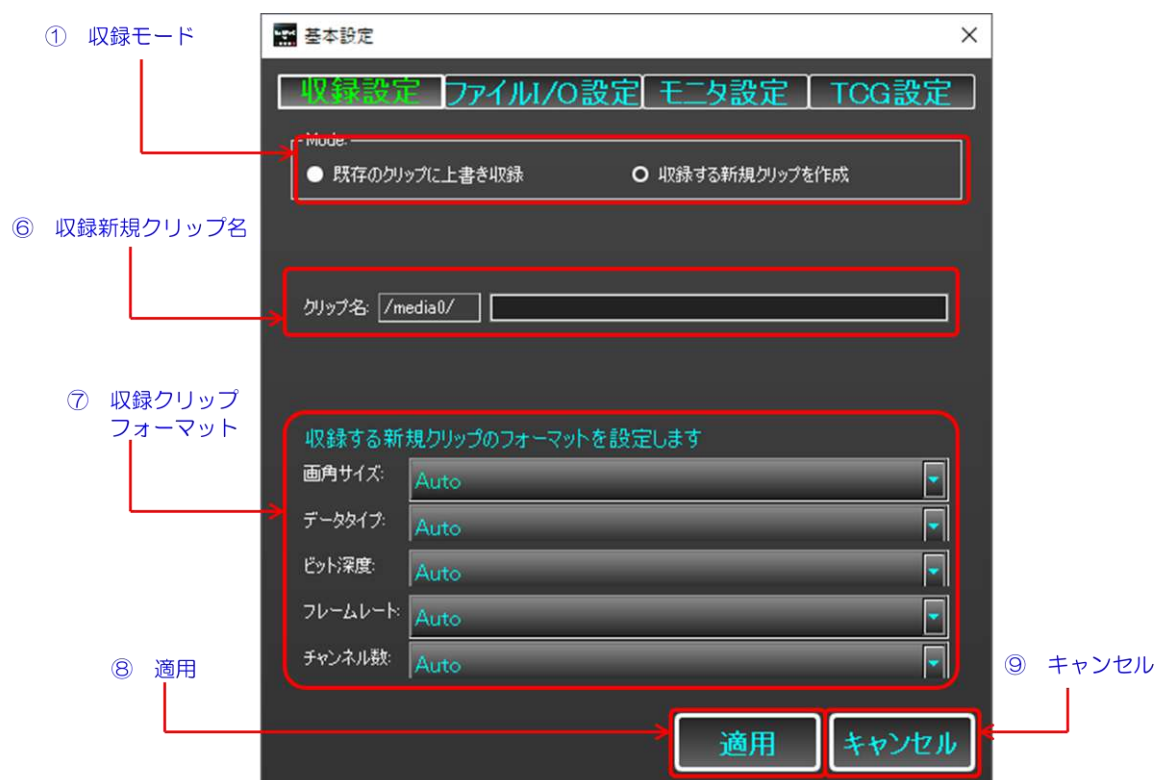 ① 収録モード
基本設定
収録設定 ファイルI/O設定 モニタ設定 TCG設定
Mode:
既存のクリップに上書き収録 収録する新規クリップを作成
⑥ 収録新規クリップ名
クリップ名: /media0/
⑦ 収録クリップ
フォーマット
収録する新規クリップのフォーマットを設定します
画角サイズ: Auto
データタイプ: Auto
ビット深度: Auto
フレームレート: Auto
チャンネル数: Auto
⑧ 適用
⑨ キャンセル
適用 キャンセル